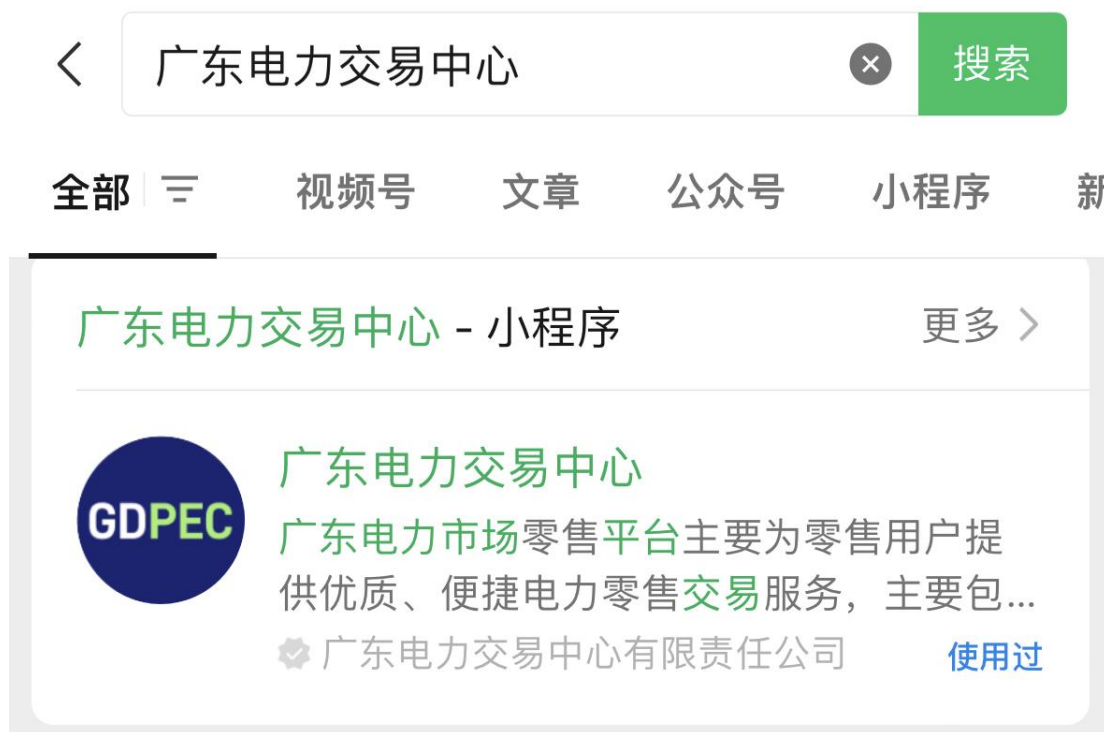 广东电力交易中心
搜索
全部
视频号
文章
公众号
小程序
新
广东电力交易中心 - 小程序
更多
GDPEC
广东电力交易中心
广东电力市场零售平台主要为零售用户提
供优质、便捷电力零售交易服务，主要包...
广东电力交易中心有限责任公司
使用过